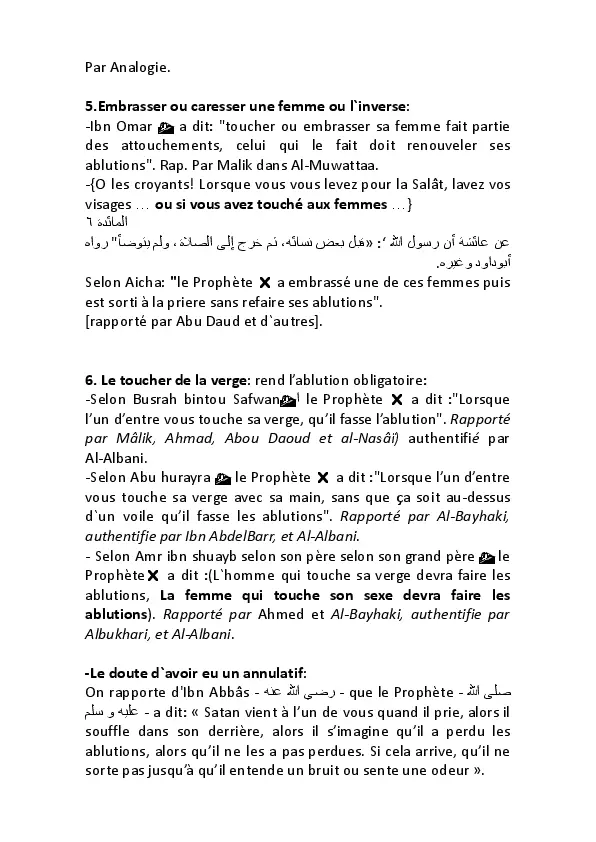 Par Analogie.
5.Embrasser ou caresser une femme ou l`inverse:
-Ibn Omar a dit: "toucher ou embrasser sa femme fait partie
des attouchements, celui qui le fait doit renouveler ses
ablutions". Rap. Par Malik dans Al-Muwattaa.
-{O les croyants! Lorsque vous vous levez pour la Salât, lavez vos
visages … ou si vous avez touché aux femmes …}
المائدة ٦
عن عائشة أن رسول الله ‘: «قبل بعض نسائه، ثم خرج إلى الصلاة، ولم يتوضأ" رواه
أبوداود وغيره.
Selon Aicha: "le Prophète ✗ a embrassé une de ces femmes puis
est sorti à la priere sans refaire ses ablutions".
[rapporté par Abu Daud et d`autres].
6. Le toucher de la verge: rend l’ablution obligatoire:
-Selon Busrah bintou Safwan ا le Prophète ✗ a dit :"Lorsque
l’un d’entre vous touche sa verge, qu’il fasse l’ablution". Rapporté
par Mâlik, Ahmad, Abou Daoud et al-Nasâi) authentifié par
Al-Albani.
-Selon Abu hurayra le Prophète ✗ a dit :"Lorsque l’un d’entre
vous touche sa verge avec sa main, sans que ça soit au-dessus
d`un voile qu’il fasse les ablutions". Rapporté par Al-Bayhaki,
authentifie par Ibn AbdelBarr, et Al-Albani.
- Selon Amr ibn shuayb selon son père selon son grand père le
Prophète ✗ a dit :(L`homme qui touche sa verge devra faire les
ablutions, La femme qui touche son sexe devra faire les
ablutions). Rapporté par Ahmed et Al-Bayhaki, authentifie par
Albukhari, et Al-Albani.
-Le doute d`avoir eu un annulatif:
On rapporte d'Ibn Abbâs - رضي الله عنه - que le Prophète - صلى الله
عليه و سلم - a dit: « Satan vient à l’un de vous quand il prie, alors il
souffle dans son derrière, alors il s’imagine qu’il a perdu les
ablutions, alors qu’il ne les a pas perdues. Si cela arrive, qu’il ne
sorte pas jusqu’à qu’il entende un bruit ou sente une odeur ».